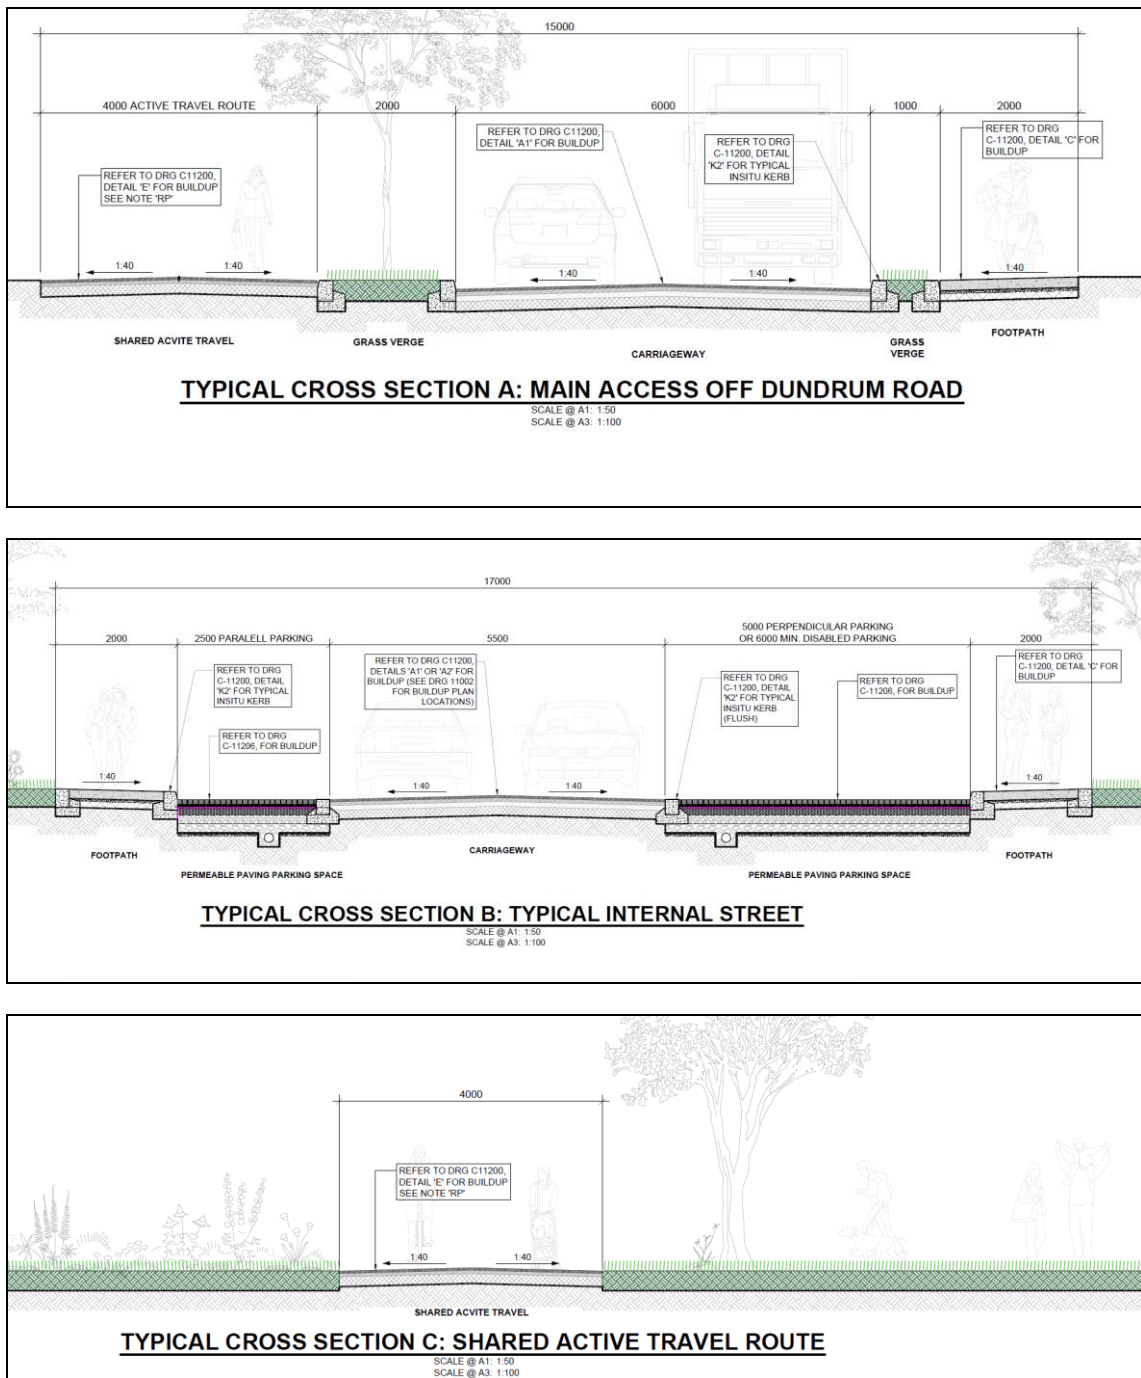 15000
4000 ACTIVE TRAVEL ROUTE
2000
6000
1000
2000
REFER TO DRG C11200,
DETAIL 'A1' FOR BUILDUP
REFER TO DRG
C-11200, DETAIL
'K2' FOR TYPICAL
INSITU KERB
REFER TO DRG
C-11200, DETAIL 'C' FOR
BUILDUP
REFER TO DRG C11200,
DETAIL 'E' FOR BUILDUP
SEE NOTE 'RP'
1:40
1:40
1:40
1:40
1:40
SHARED ACVITE TRAVEL
GRASS VERGE
CARRIAGEWAY
GRASS
VERGE
FOOTPATH
TYPICAL CROSS SECTION A: MAIN ACCESS OFF DUNDRUM ROAD
SCALE @ A1: 1:50
SCALE @ A3: 1:100
17000
2000
2500 PARALELL PARKING
5500
5000 PERPENDICULAR PARKING
OR 6000 MIN. DISABLED PARKING
2000
REFER TO DRG
C-11200, DETAIL
'K2' FOR TYPICAL
INSITU KERB
REFER TO DRG
C-11206, FOR BUILDUP
REFER TO DRG C11200,
DETAILS 'A1' OR 'A2' FOR
BUILDUP (SEE DRG 11002
FOR BUILDUP PLAN
LOCATIONS)
REFER TO DRG
C-11200, DETAIL
'K2' FOR TYPICAL
INSITU KERB
(FLUSH)
REFER TO DRG
C-11206, FOR BUILDUP
REFER TO DRG
C-11200, DETAIL 'C' FOR
BUILDUP
1:40
1:40
1:40
1:40
FOOTPATH
PERMEABLE PAVING PARKING SPACE
CARRIAGEWAY
PERMEABLE PAVING PARKING SPACE
FOOTPATH
TYPICAL CROSS SECTION B: TYPICAL INTERNAL STREET
SCALE @ A1: 1:50
SCALE @ A3: 1:100
4000
REFER TO DRG C11200,
DETAIL 'E' FOR BUILDUP
SEE NOTE 'RP'
1:40
1:40
SHARED ACVITE TRAVEL
TYPICAL CROSS SECTION C: SHARED ACTIVE TRAVEL ROUTE
SCALE @ A1: 1:50
SCALE @ A3: 1:100